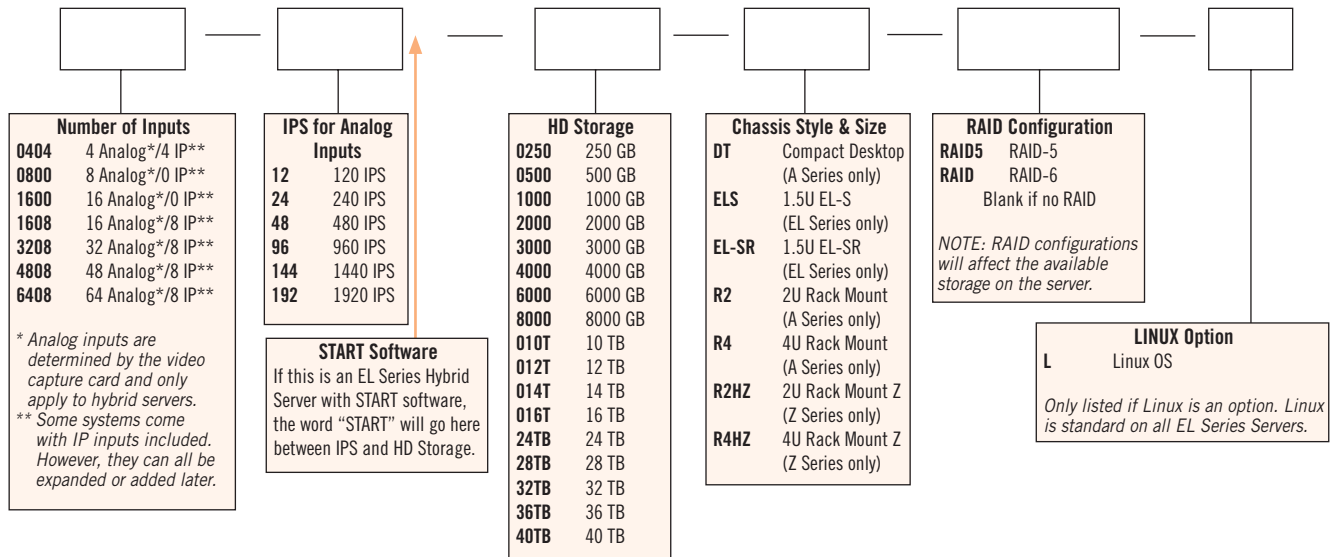 Number of Inputs
0404 4 Analog*/4 IP**
0800 8 Analog*/0 IP**
1600 16 Analog*/0 IP**
1608 16 Analog*/8 IP**
3208 32 Analog*/8 IP**
4808 48 Analog*/8 IP**
6408 64 Analog*/8 IP**
* Analog inputs are
determined by the video
capture card and only
apply to hybrid servers.
** Some systems come
with IP inputs included.
However, they can all be
expanded or added later.
IPS for Analog
Inputs
12 120 IPS
24 240 IPS
48 480 IPS
96 960 IPS
144 1440 IPS
192 1920 IPS
START Software
If this is an EL Series Hybrid
Server with START software,
the word “START” will go here
between IPS and HD Storage.
HD Storage
0250 250 GB
0500 500 GB
1000 1000 GB
2000 2000 GB
3000 3000 GB
4000 4000 GB
6000 6000 GB
8000 8000 GB
010T 10 TB
012T 12 TB
014T 14 TB
016T 16 TB
24TB 24 TB
28TB 28 TB
32TB 32 TB
36TB 36 TB
40TB 40 TB
Chassis Style & Size
DT Compact Desktop
(A Series only)
ELS 1.5U EL-S
(EL Series only)
EL-SR 1.5U EL-SR
(EL Series only)
R2 2U Rack Mount
(A Series only)
R4 4U Rack Mount
(A Series only)
R2HZ 2U Rack Mount Z
(Z Series only)
R4HZ 4U Rack Mount Z
(Z Series only)
RAID Configuration
RAID5 RAID-5
RAID RAID-6
Blank if no RAID
NOTE: RAID configurations
will affect the available
storage on the server.
LINUX Option
L Linux OS
Only listed if Linux is an option. Linux
is standard on all EL Series Servers.